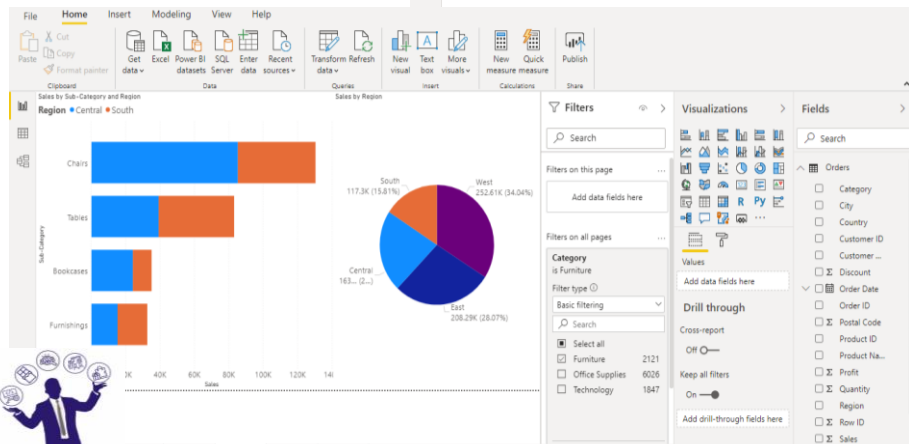 File Home Insert Modeling View Help
Cut
Copy
Format painter
Paste
Get data
Excel
Power BI datasets
SQL Server
Enter data
Recent sources
Transform data
Refresh
New visual
Text box
More visuals
New measure
Quick measure
Publish
Clipboard Data Queries Insert Calculations Share
Sales by Sub-Category and Region
Region Central South
Sub-Category
Chairs
Tables
Bookcases
Furnishings
40K 60K 80K 100K 120K
Sales
Sales by Region
South
117.3K (15.81%)
West
252.61K (34.04%)
Central
163... (2...)
East
208.29K (28.07%)
Filters
Search
Filters on this page ...
Add data fields here
Filters on all pages ...
Category
is Furniture
Filter type
Basic filtering
Search
Select all
Furniture 2121
Office Supplies 6026
Technology 1847
Visualizations
R Py
...
Values
Add data fields here
Drill through
Cross-report
Off
Keep all filters
On
Add drill-through fields here
Fields
Search
Orders
Category
City
Country
Customer ID
Customer ...
Σ Discount
Order Date
Order ID
Σ Postal Code
Product ID
Product Na...
Σ Profit
Σ Quantity
Region
Σ Row ID
Σ Sales